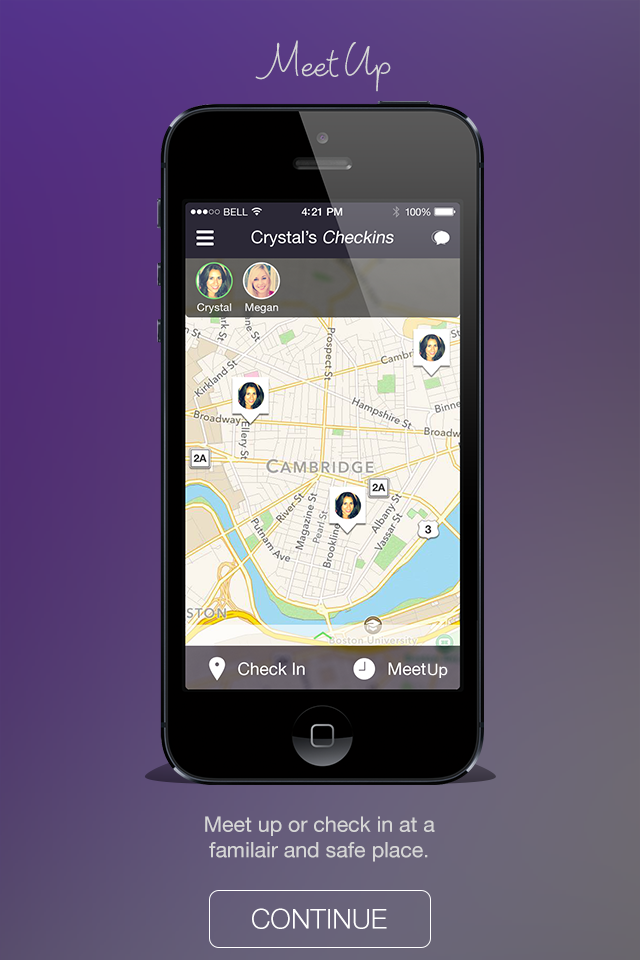 Meet Up
BELL 4:21 PM 100%
Crystal's Checkins
Crystal Megan
Prospect St
Kirkland St
Cambr
Hampshire St
Binne
Broadway
Broadw
Ellery St
2A
CAMBRIDGE
2A
River St
Magazine St
Pearl St
Brooklin
Albany St
Vassar St
3
Putnam Ave
STON
Boston University
Check In MeetUp
Meet up or check in at a
familair and safe place.
CONTINUE